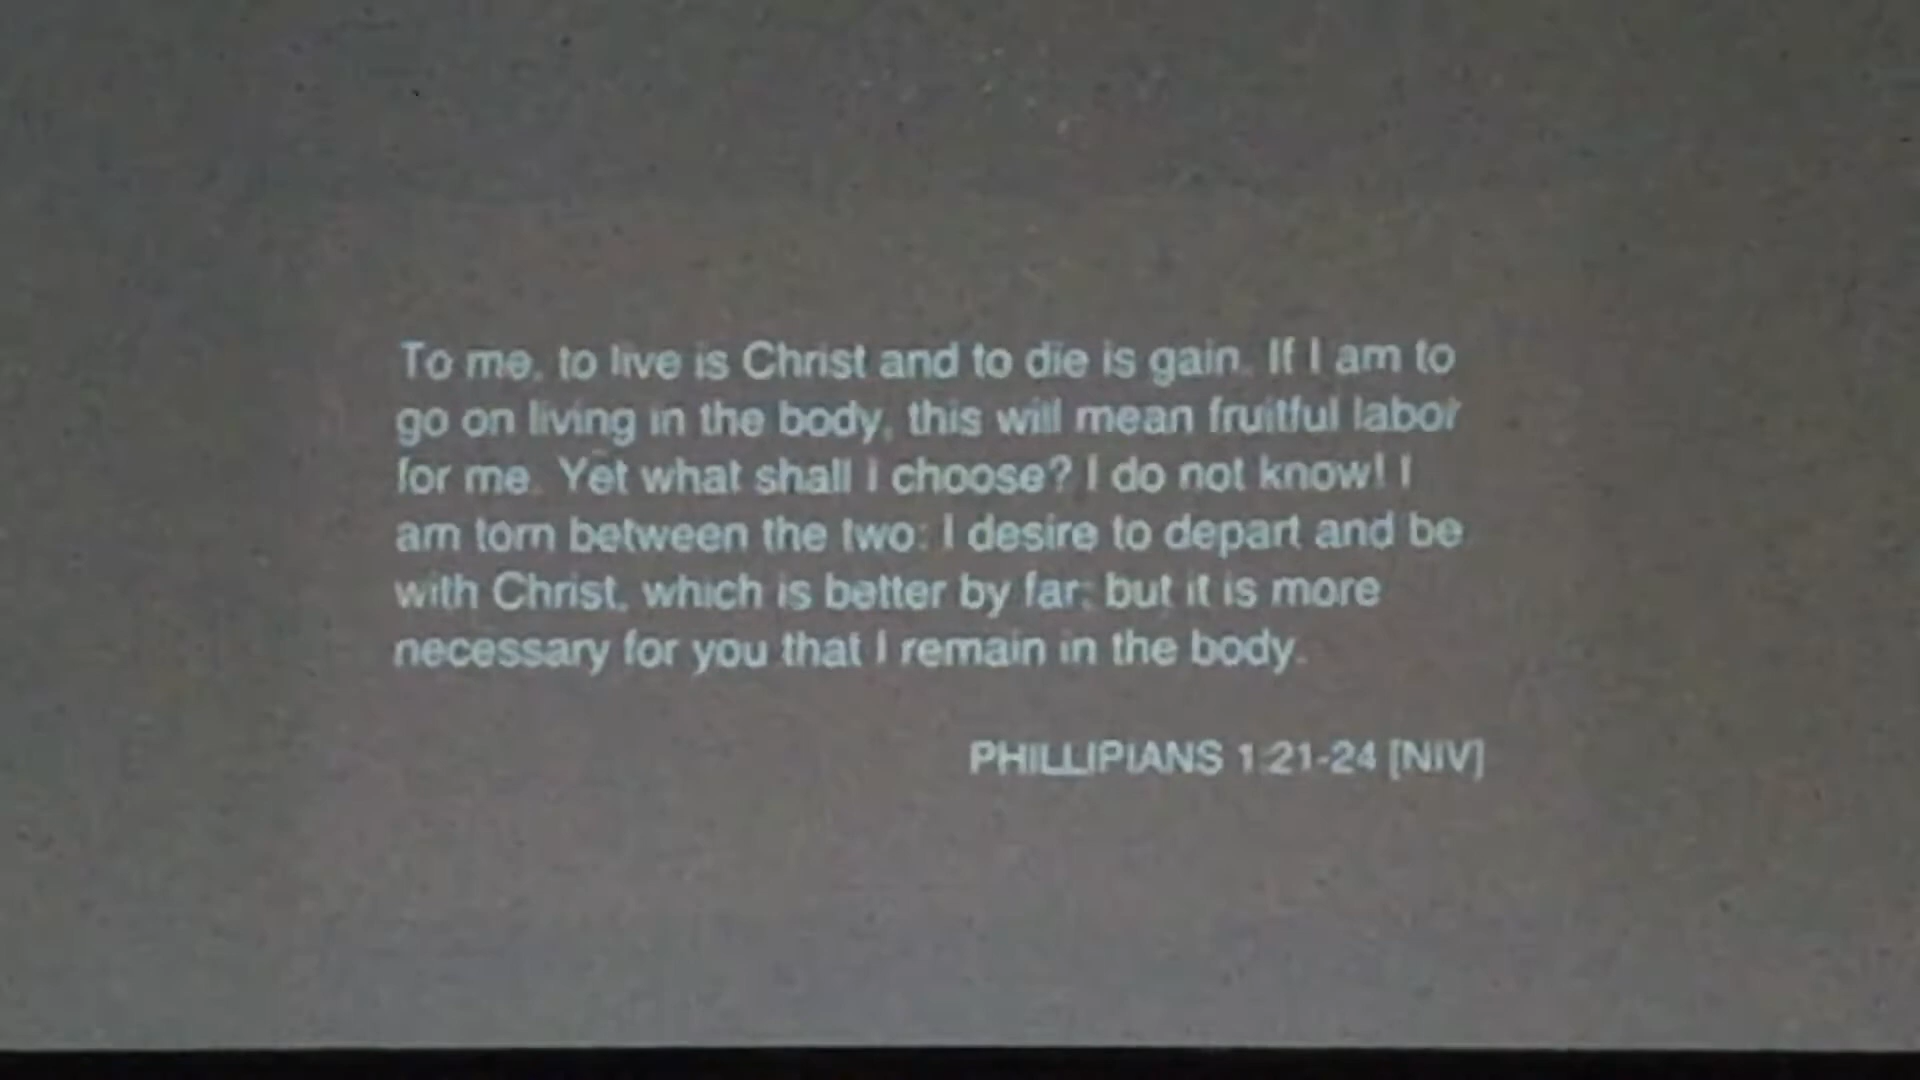 To me, to live is Christ and to die is gain. If I am to
go on living in the body, this will mean fruitful labor
for me. Yet what shall I choose? I do not know! I
am torn between the two: I desire to depart and be
with Christ, which is better by far; but it is more
necessary for you that I remain in the body.
PHILLIPIANS 1:21-24 [NIV]